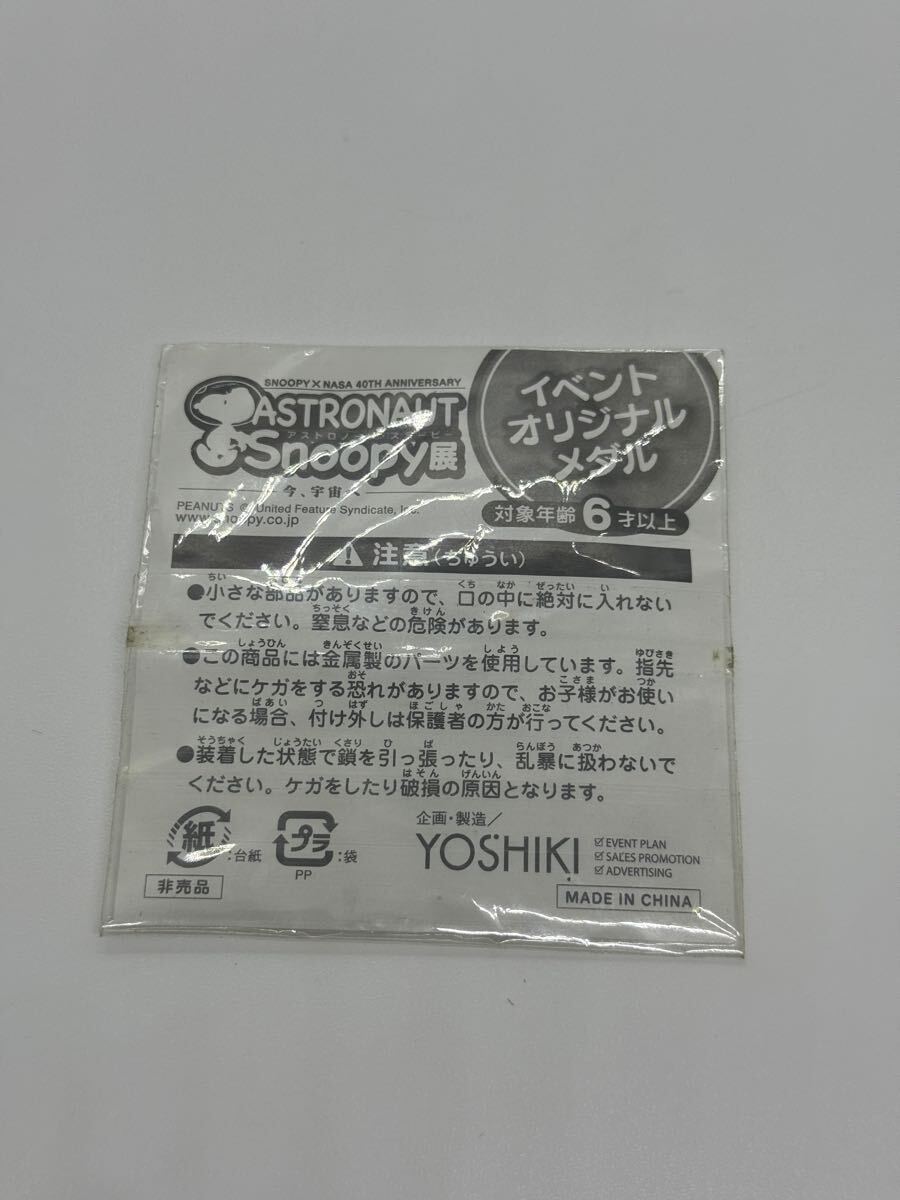 SNOOPY X NASA 40TH ANNIVERSARY
ASTRONAUT
Snoopy展
今、宇宙へ
PEANUTS © United Feature Syndicate, Inc.
www.snoopy.co.jp
イベント
オリジナル
メダル
対象年齢6才以上
注意(ちゅうい)
●小さな部品がありますので、口の中に絶対に入れない
でください。窒息などの危険があります。
●この商品には金属製のパーツを使用しています。指先
などにケガをする恐れがありますので、お子様がお使い
になる場合、付け外しは保護者の方が行ってください。
●装着した状態で鎖を引っ張ったり、乱暴に扱わないで
ください。ケガをしたり破損の原因となります。
紙:台紙
プラ:袋
PP
非売品
企画・製造/
YOSHIKI
EVENT PLAN
SALES PROMOTION
ADVERTISING
MADE IN CHINA